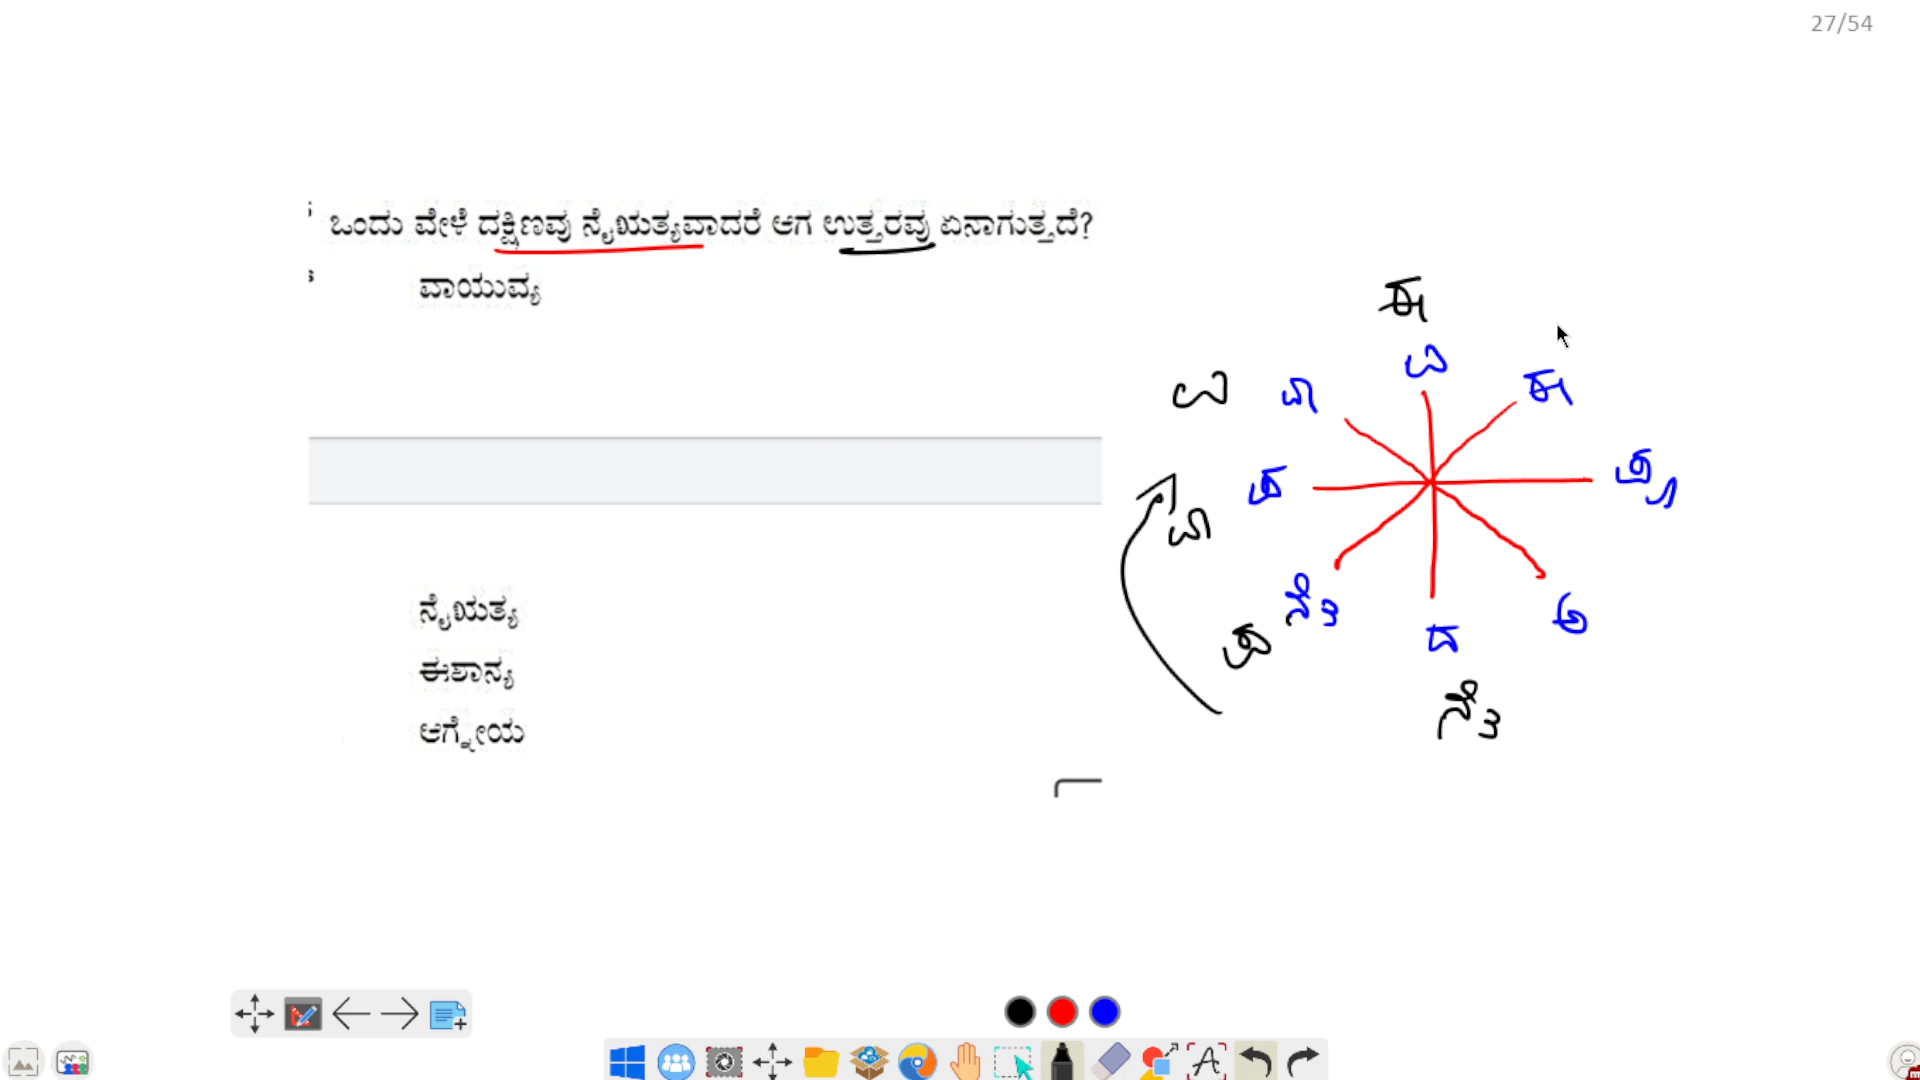 27/54
ಒಂದು ವೇಳೆ ದಕ್ಷಿಣವು ನೈಋತ್ಯವಾದರೆ ಆಗ ಉತ್ತರವು ಏನಾಗುತ್ತದೆ?
ವಾಯುವ್ಯ
ನೈಋತ್ಯ
ಈಶಾನ್ಯ
ಆಗ್ನೇಯ
ಈ
ಉ
ಉ
ವಾ
ಈ
ಪ
ಪೂ
ವಾ
ನೈ
ಪ
ದ
ಆ
ನೈ